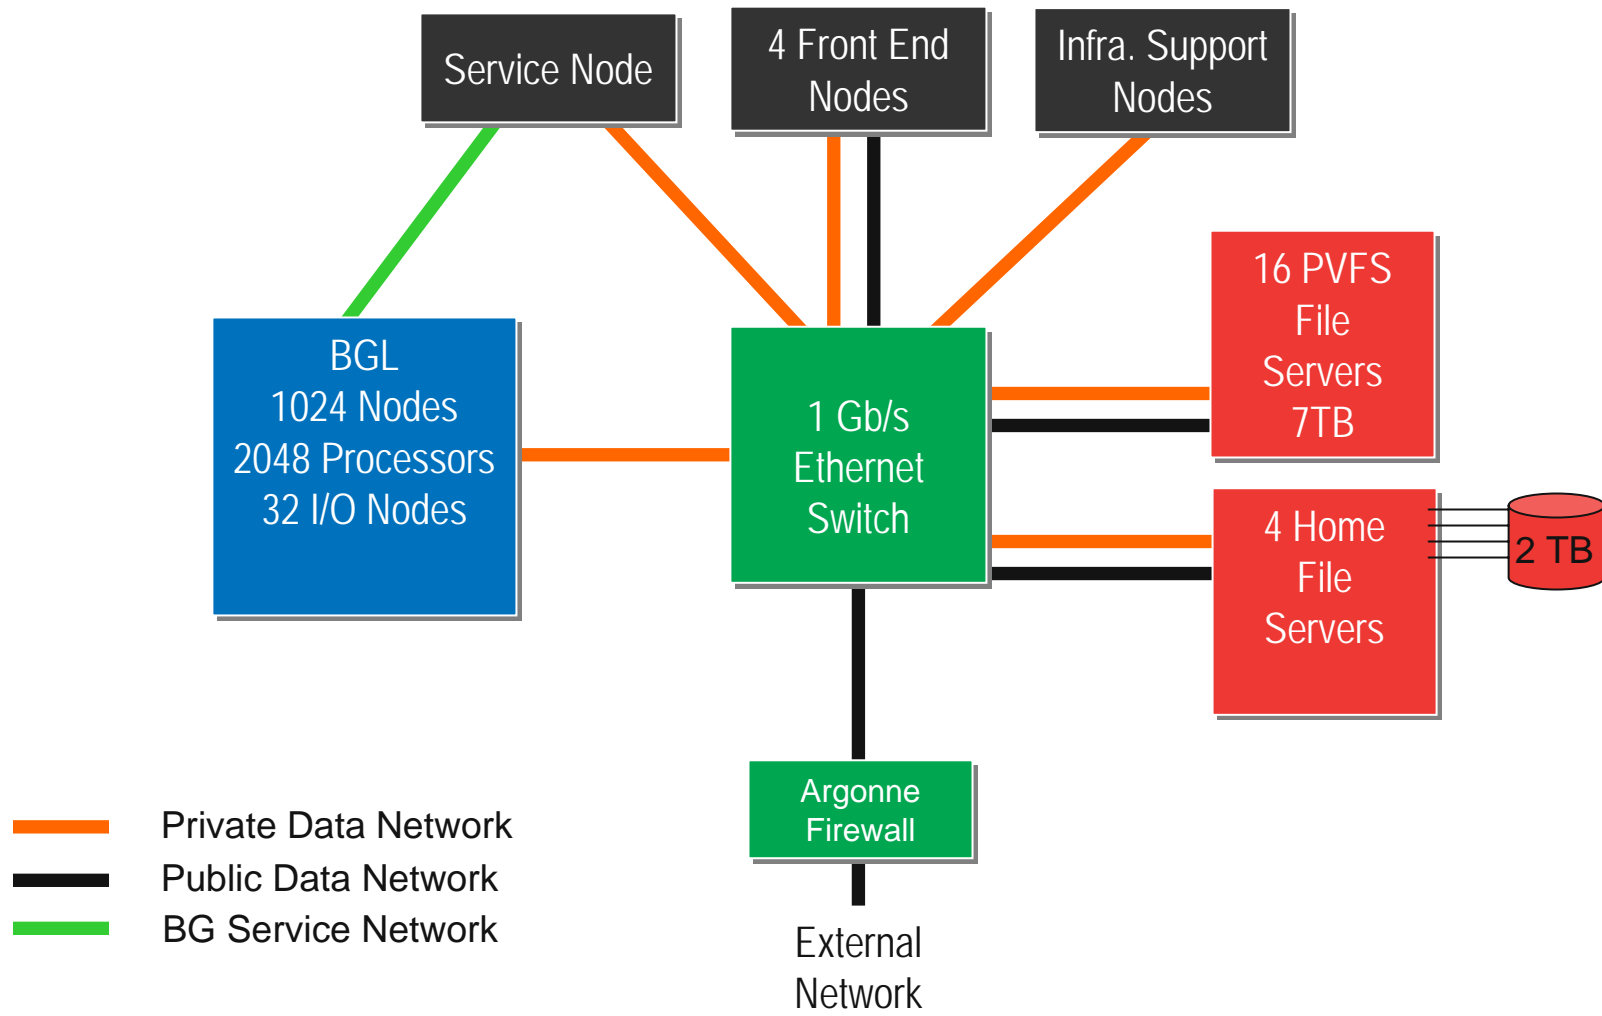 Service Node
4 Front End
Nodes
Infra. Support
Nodes
BGL
1024 Nodes
2048 Processors
32 I/O Nodes
1 Gb/s
Ethernet
Switch
16 PVFS
File
Servers
7TB
4 Home
File
Servers
2 TB
Argonne
Firewall
External
Network
Private Data Network
Public Data Network
BG Service Network